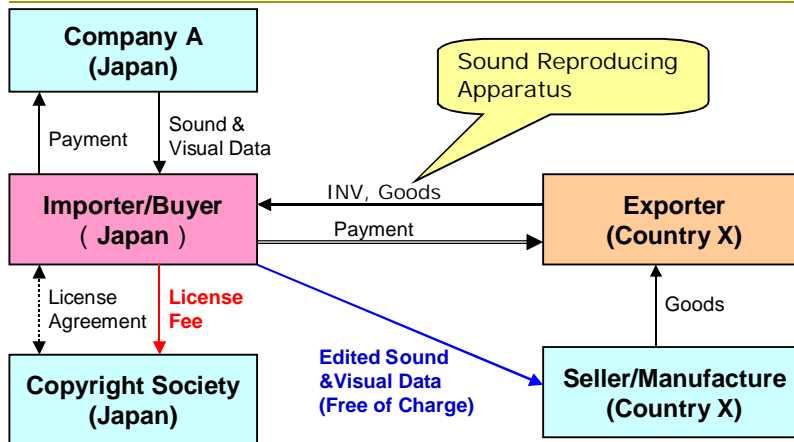 Company A
(Japan)
Sound Reproducing
Apparatus
Payment
Sound &
Visual Data
Importer/Buyer
( Japan )
INV, Goods
Payment
Exporter
(Country X)
License
Agreement
License
Fee
Goods
Edited Sound
&Visual Data
(Free of Charge)
Copyright Society
(Japan)
Seller/Manufacture
(Country X)